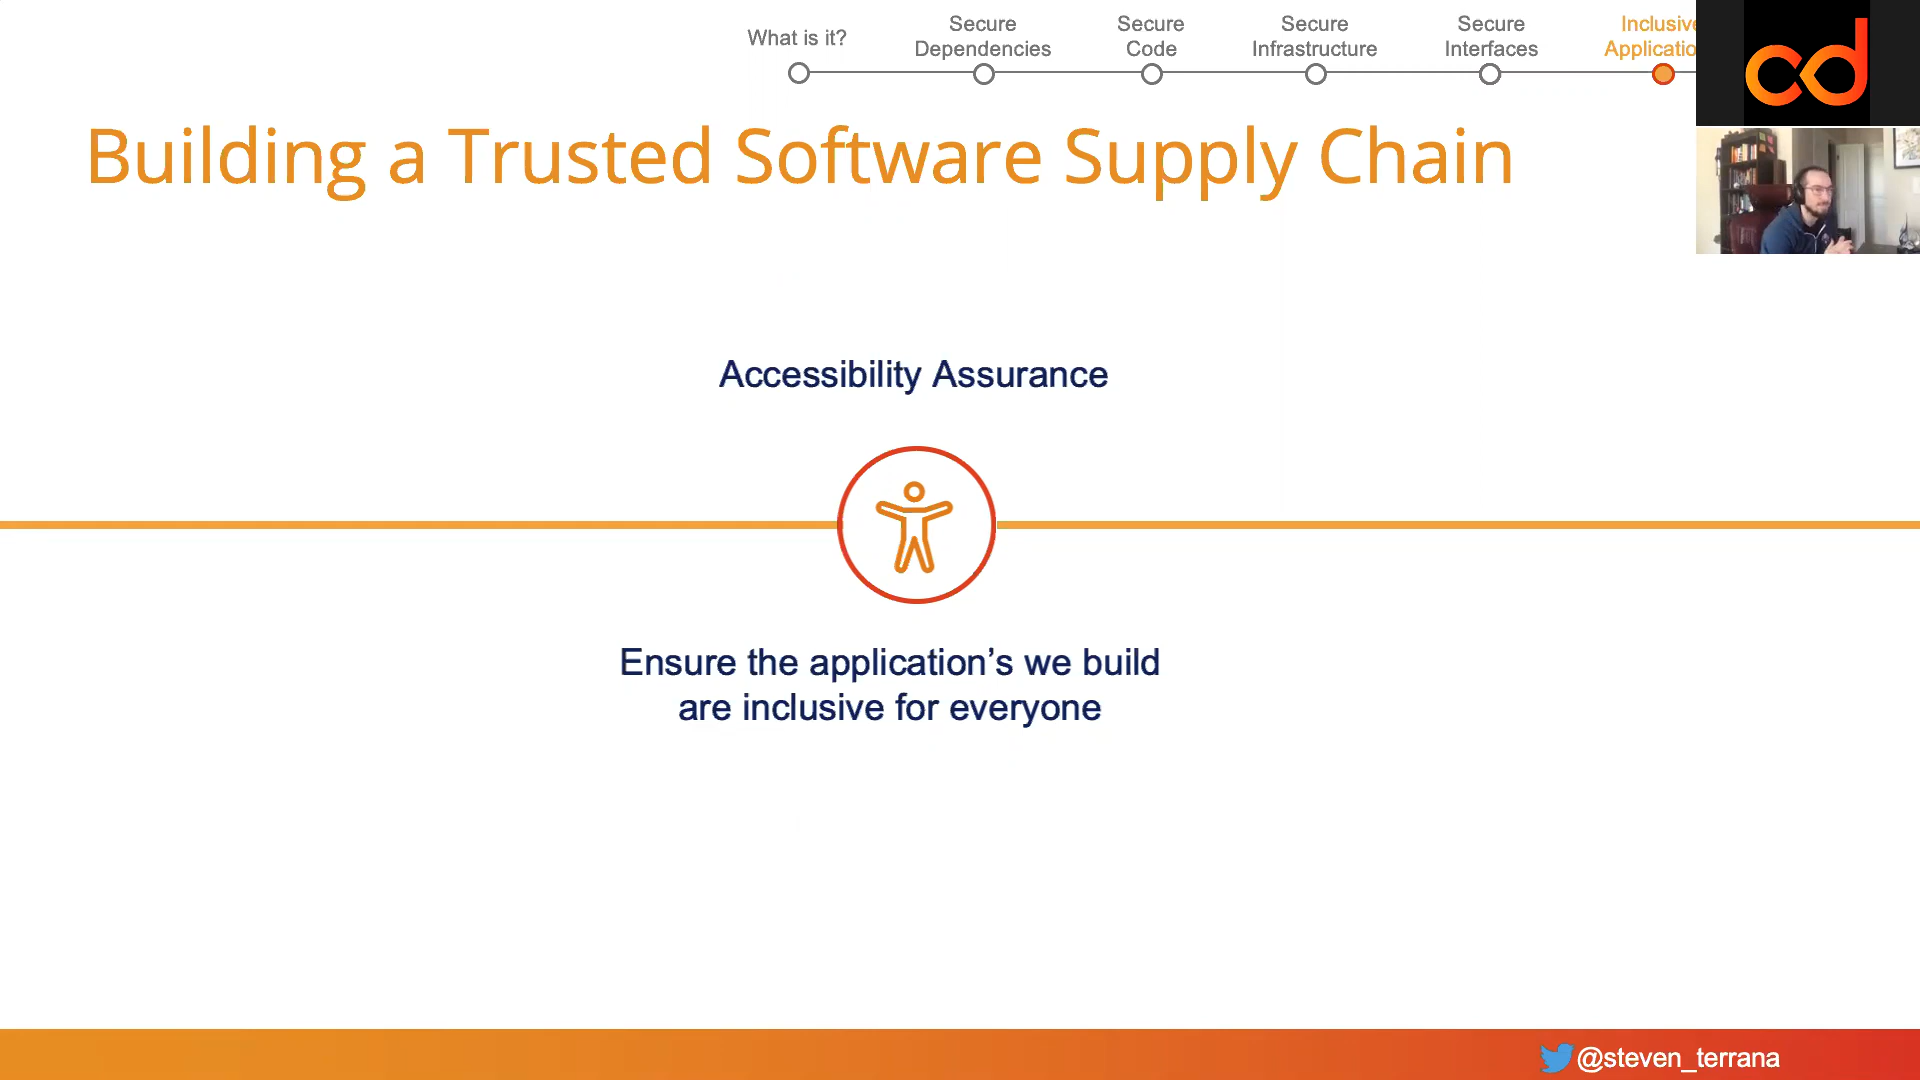 What is it?
Secure
Dependencies
Secure
Code
Secure
Infrastructure
Secure
Interfaces
Inclusive
Building a Trusted Software Supply Chain
Accessibility Assurance
Ensure the application’s we build
are inclusive for everyone
@steven_terrana